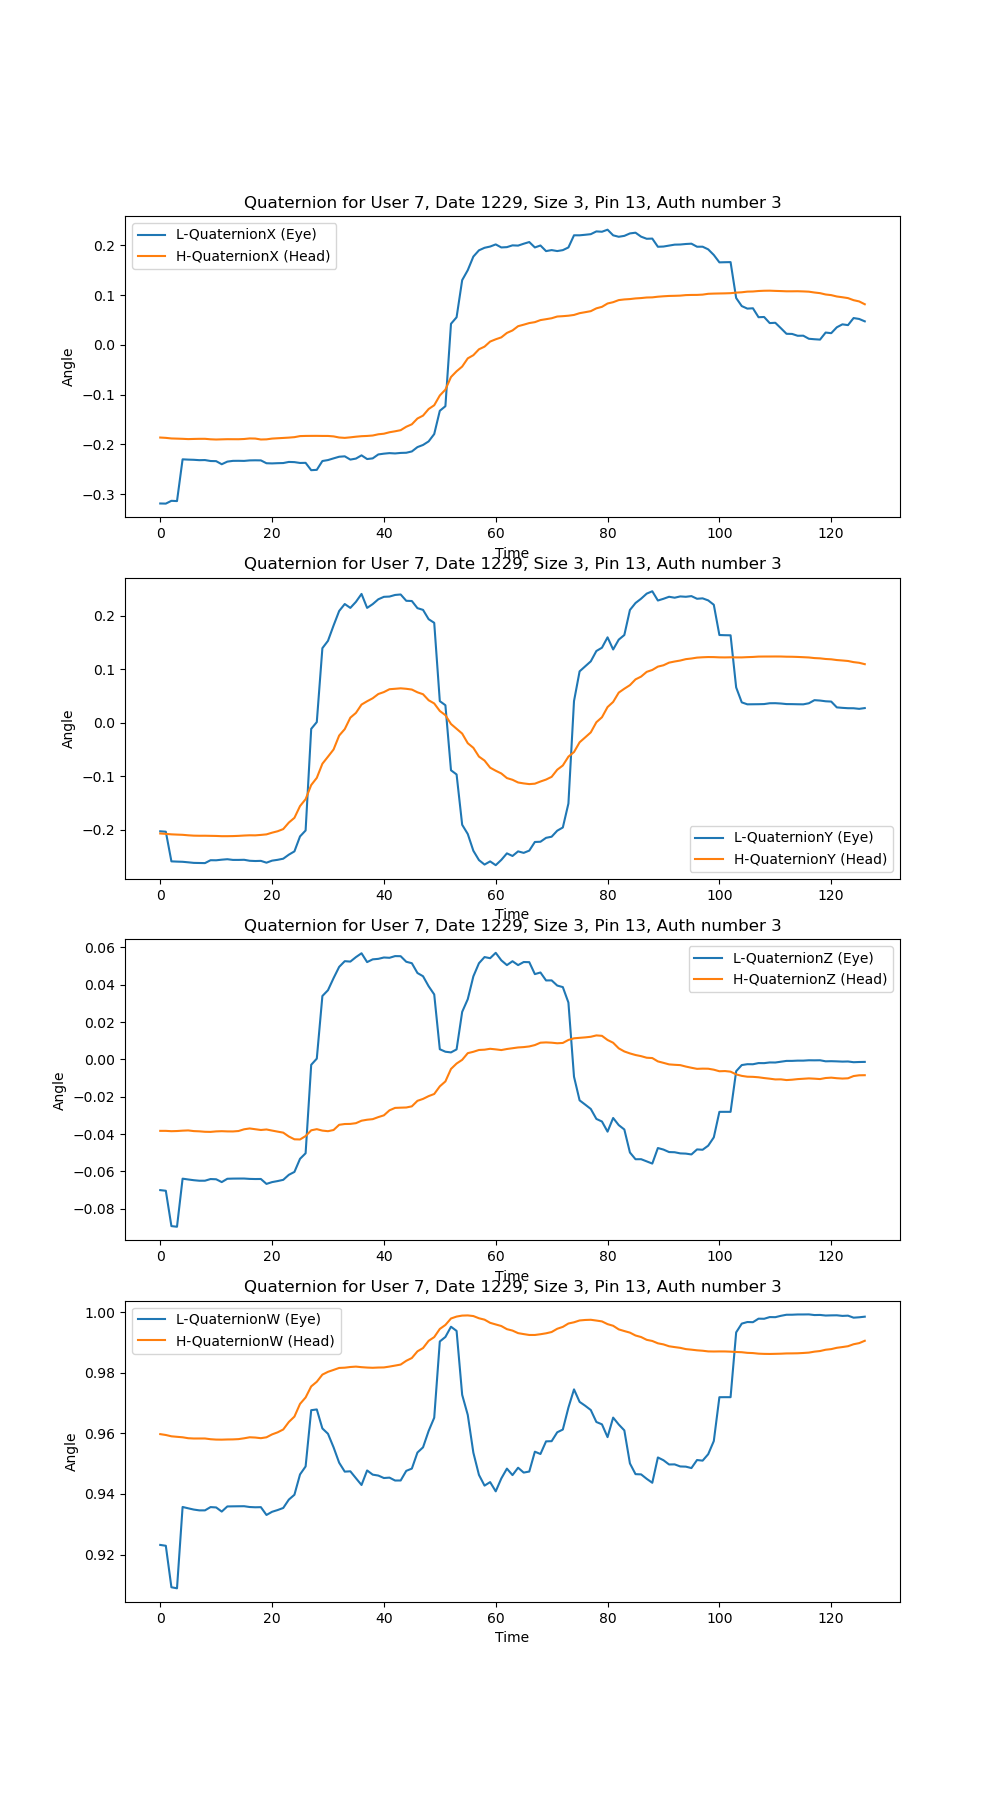 Quaternion for User 7, Date 1229, Size 3, Pin 13, Auth number 3
L-QuaternionX (Eye)
H-QuaternionX (Head)
0.2
0.1
0.0
−0.1
−0.2
−0.3
Angle
0 20 40 60 80 100 120
Time
Quaternion for User 7, Date 1229, Size 3, Pin 13, Auth number 3
0.2
0.1
0.0
−0.1
−0.2
Angle
L-QuaternionY (Eye)
H-QuaternionY (Head)
0 20 40 60 80 100 120
Time
Quaternion for User 7, Date 1229, Size 3, Pin 13, Auth number 3
L-QuaternionZ (Eye)
H-QuaternionZ (Head)
0.06
0.04
0.02
0.00
−0.02
−0.04
−0.06
−0.08
Angle
0 20 40 60 80 100 120
Time
Quaternion for User 7, Date 1229, Size 3, Pin 13, Auth number 3
L-QuaternionW (Eye)
H-QuaternionW (Head)
1.00
0.98
0.96
0.94
0.92
Angle
0 20 40 60 80 100 120
Time